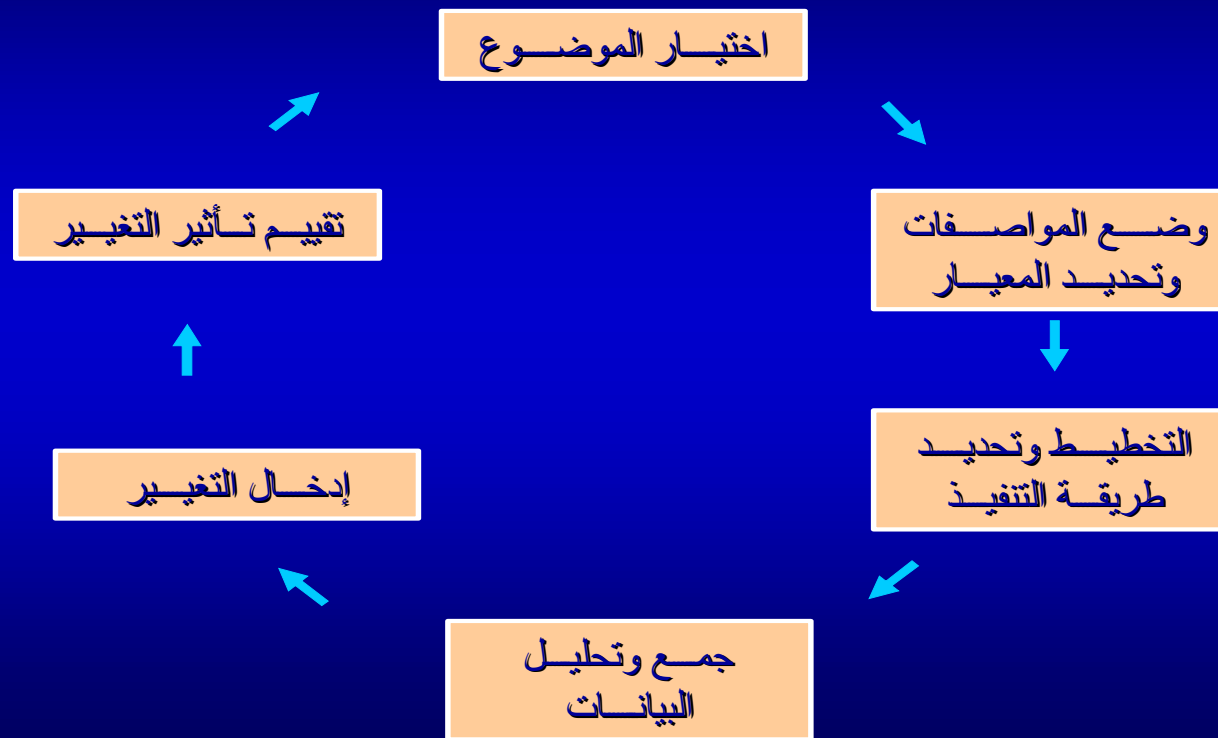 اختيـــار الموضـــوع
وضـــع المواصـــفات
وتحديـــد المعيـــار
التخطيـــط وتحديـــد
طريقـــة التنفيـــذ
جمـــع وتحليـــل
البيانـــات
إدخـــال التغيـــير
تقييـــم تـــأثير التغيـــير